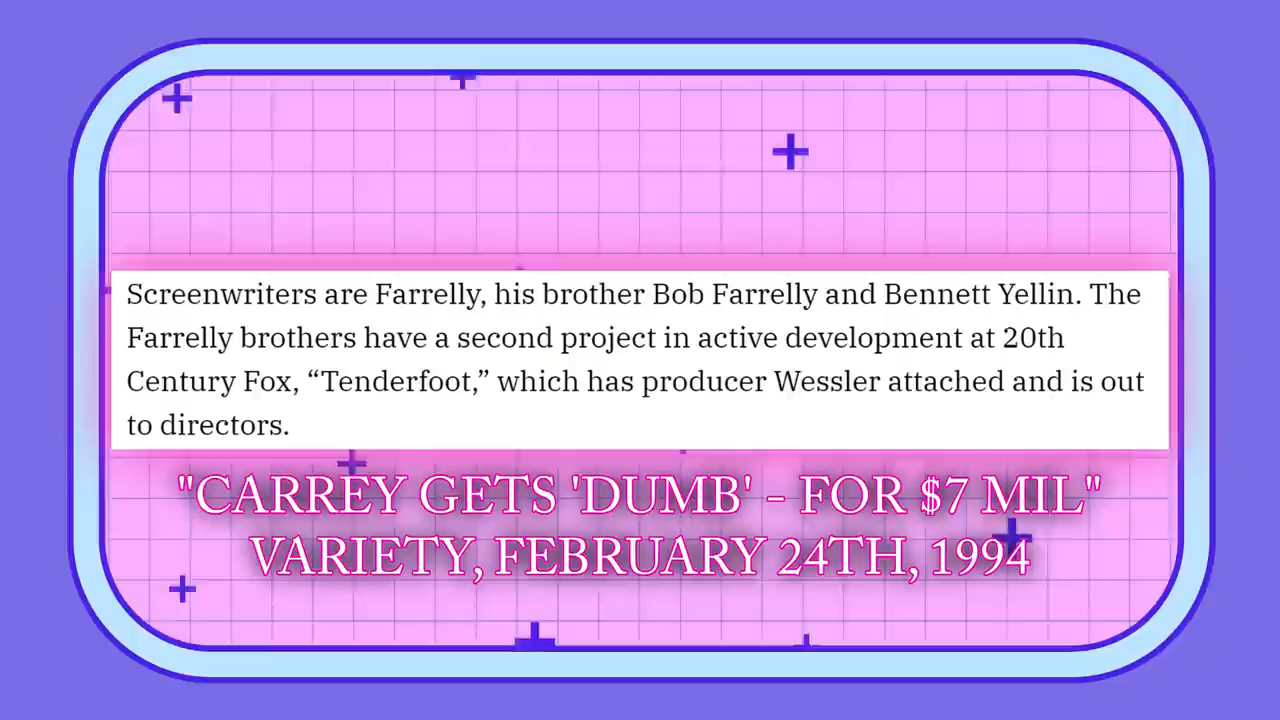 Screenwriters are Farrelly, his brother Bob Farrelly and Bennett Yellin. The
Farrelly brothers have a second project in active development at 20th
Century Fox, “Tenderfoot,” which has producer Wessler attached and is out
to directors.
"CARREY GETS 'DUMB' - FOR $7 MIL"
VARIETY, FEBRUARY 24TH, 1994